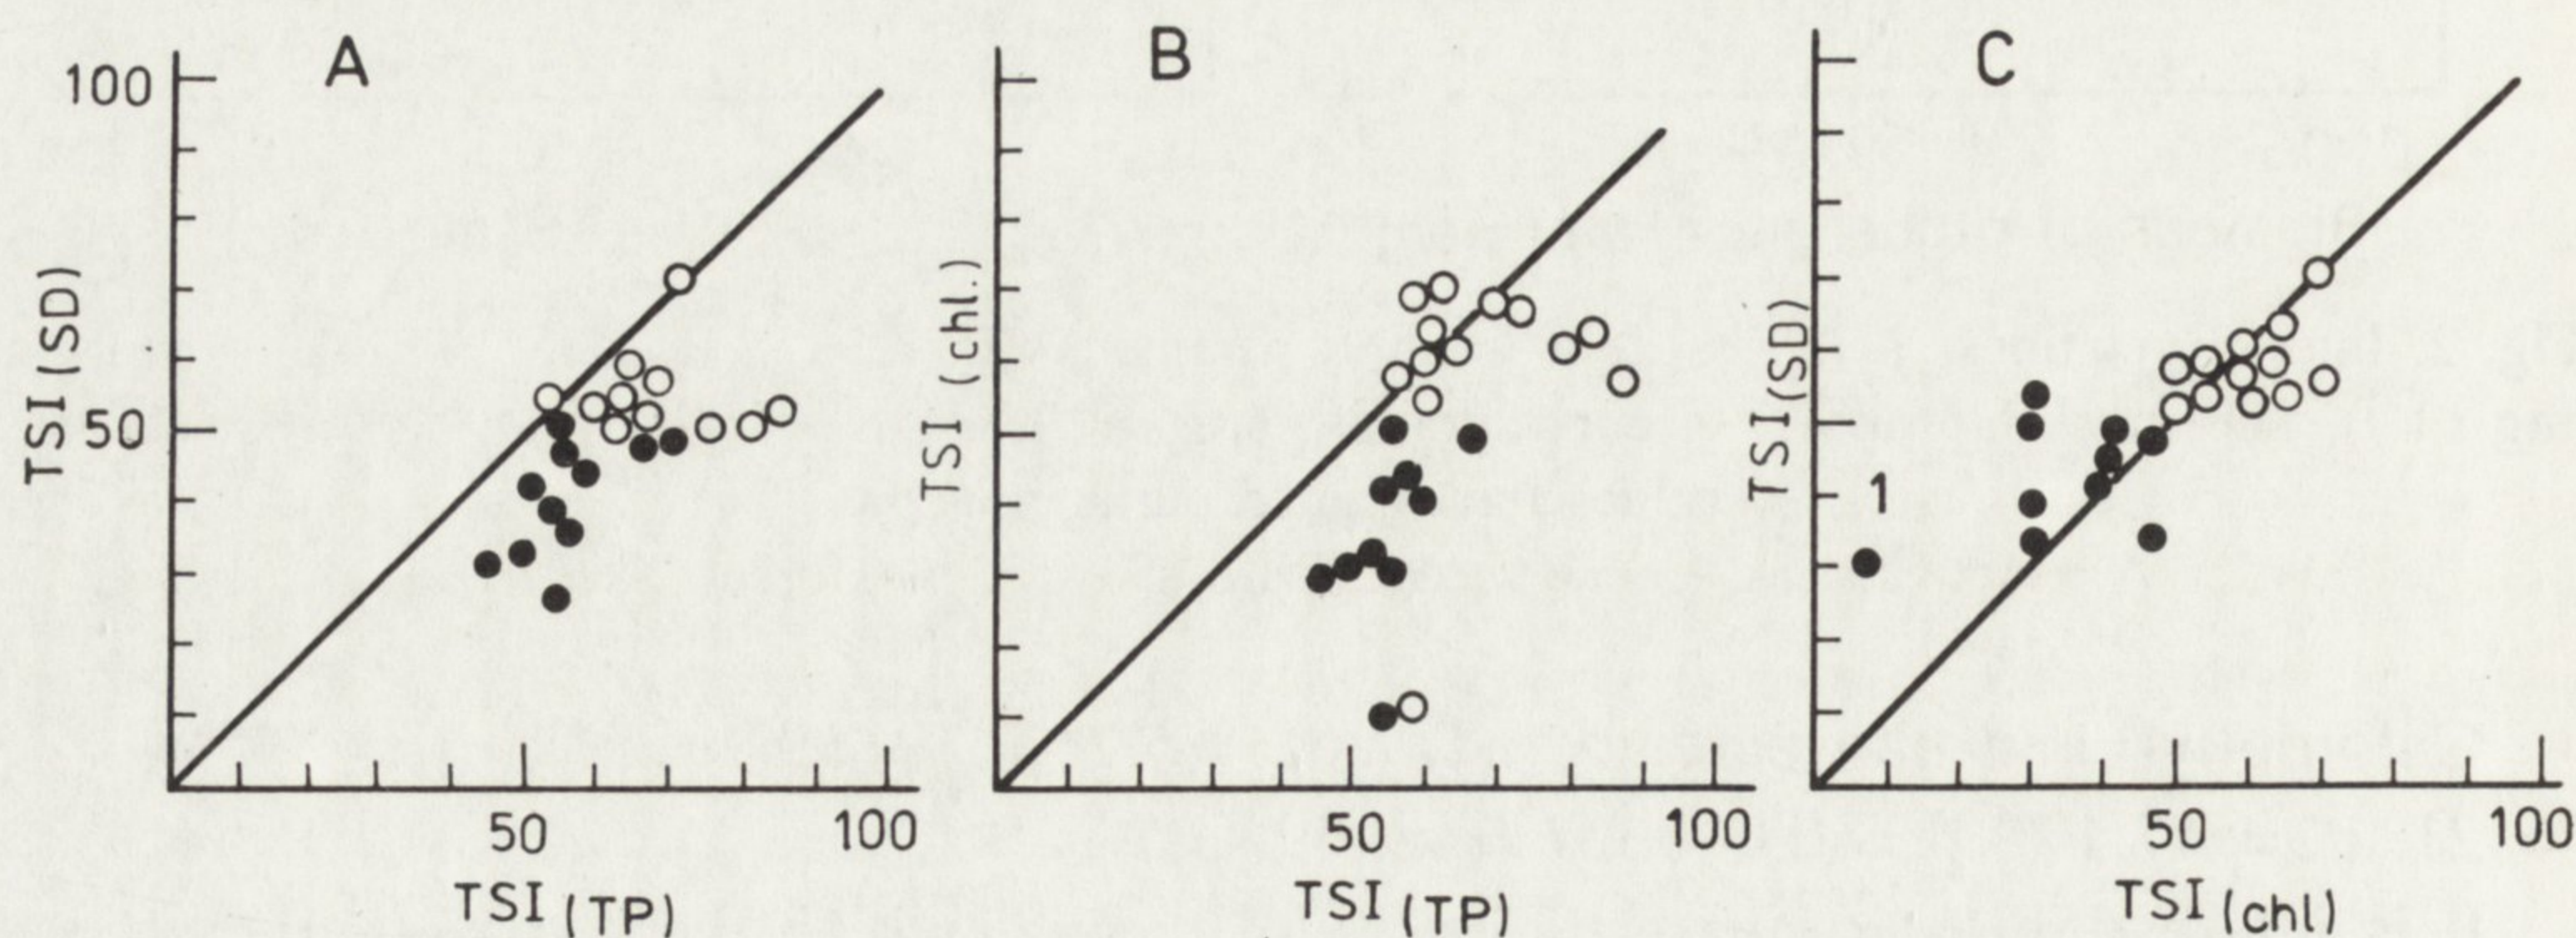 A
100
50
TSI (SD)
50
100
TSI (TP)
B
TSI (chl.)
50
100
TSI (TP)
C
TSI (SD)
1
50
100
TSI (chl)